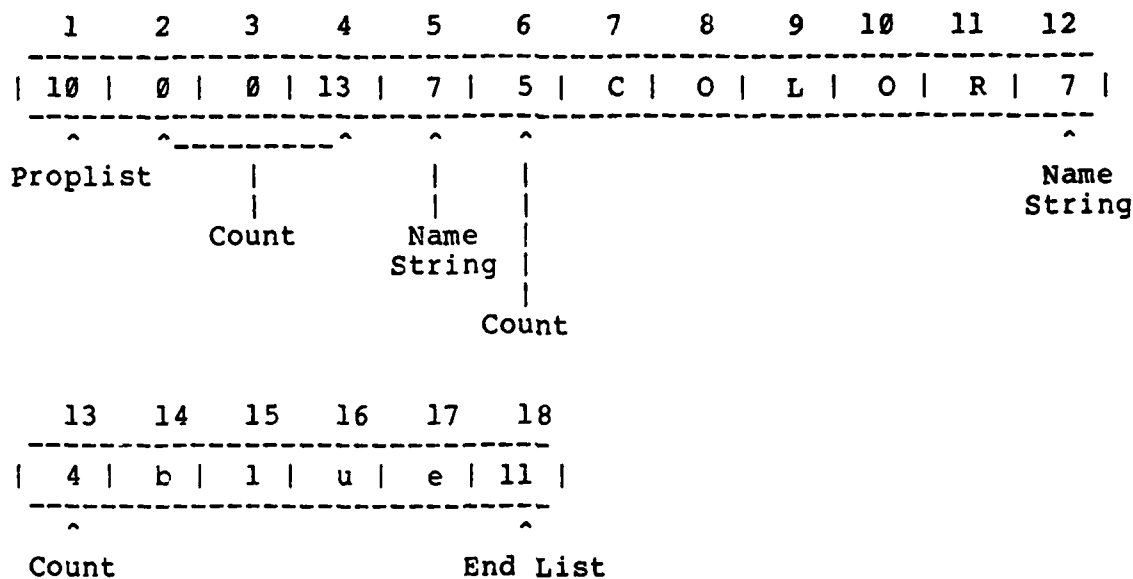 1 2 3 4 5 6 7 8 9 10 11 12
| 10 | 0 | 0 | 13 | 7 | 5 | C | O | L | O | R | 7 |
^ ^_________^ ^ ^ ^
Proplist | | | Name
| | | String
Count Name |
String |
|
Count
13 14 15 16 17 18
| 4 | b | l | u | e | 11 |
^ ^
Count End List